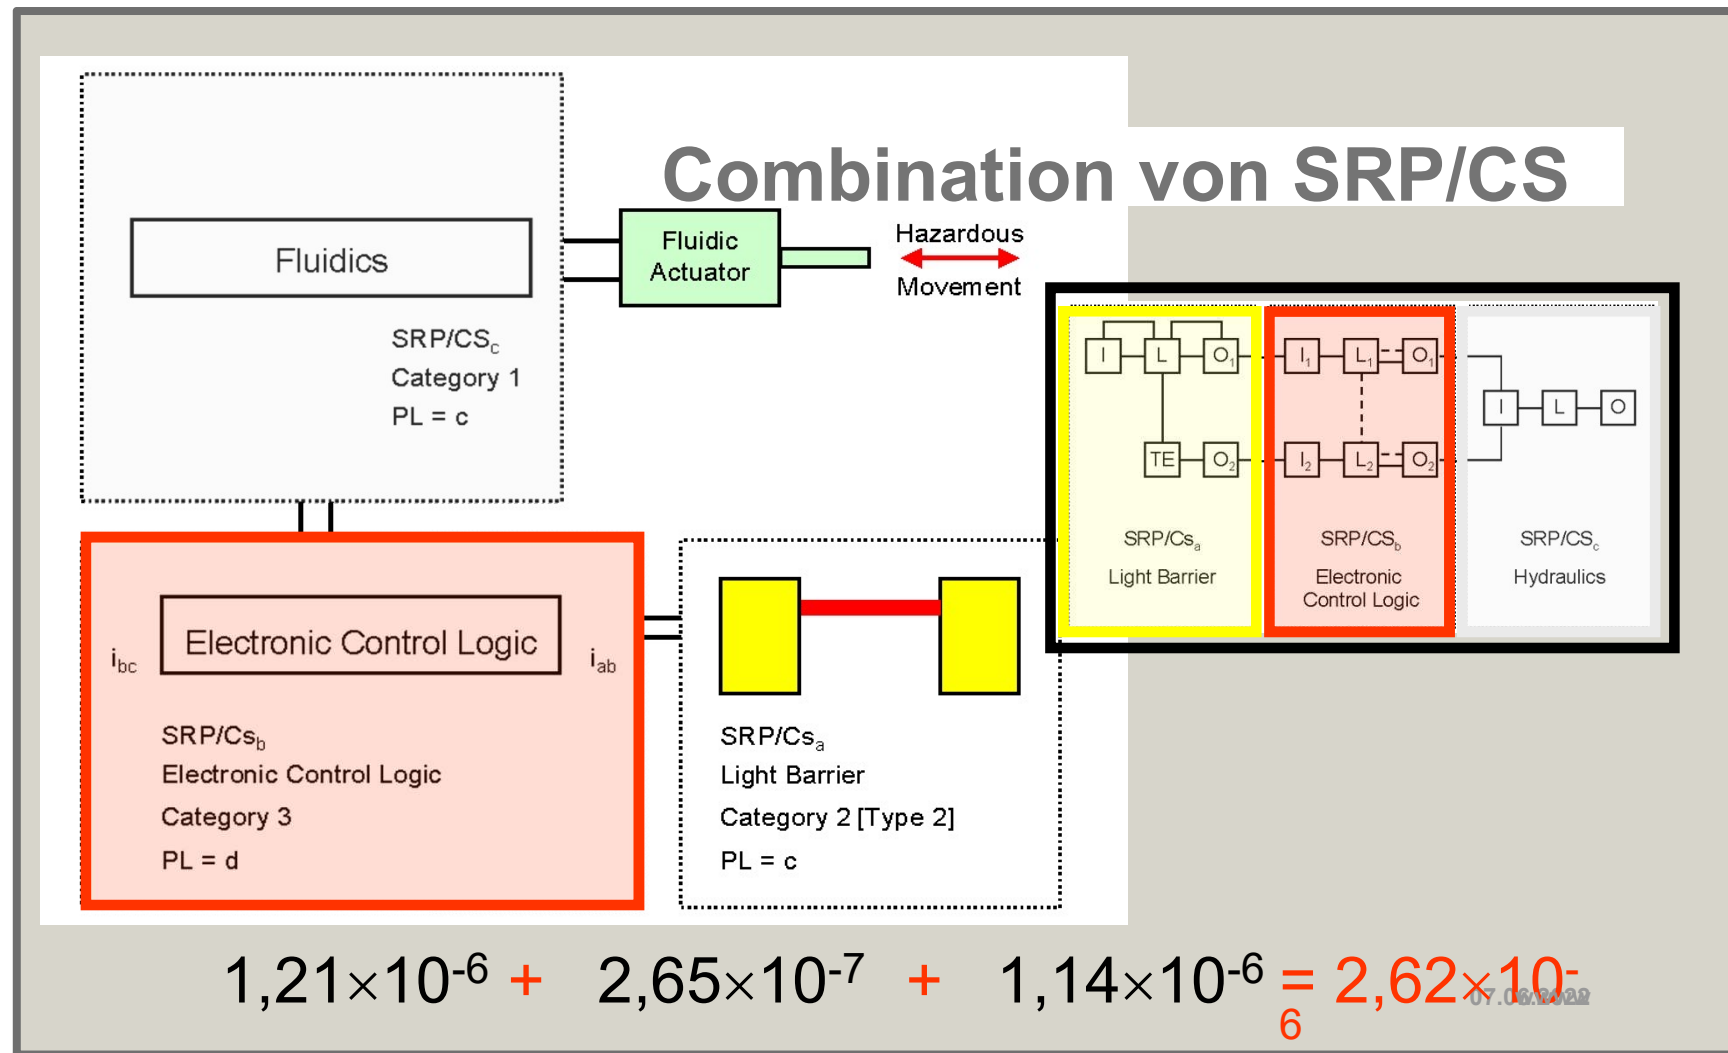 Combination von SRP/CS
Fluidics
SRP/CSc
Category 1
PL = c
Fluidic
Actuator
Hazardous
Movement
I L O1 I1 L1 O1
I L O
TE O2 I2 L2 O2
SRP/Csa
Light Barrier
SRP/CSb
Electronic
Control Logic
SRP/CSc
Hydraulics
Electronic Control Logic
ibc
iab
SRP/Csb
Electronic Control Logic
Category 3
PL = d
SRP/Csa
Light Barrier
Category 2 [Type 2]
PL = c
1,21×10-6 + 2,65×10-7 + 1,14×10-6 = 2,62×10-
6